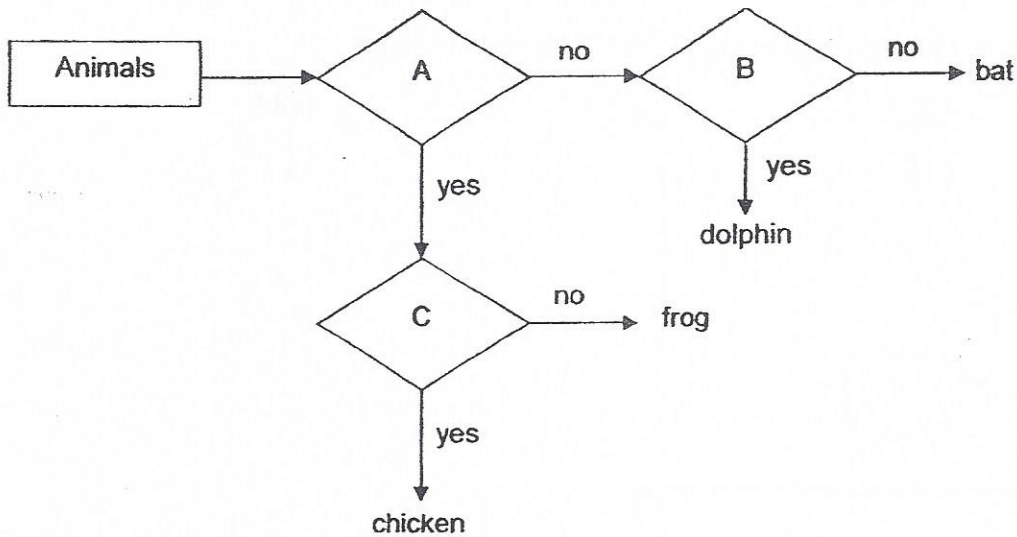 Animals
A
no
B
no
bat
yes
yes
dolphin
C
no
frog
yes
chicken